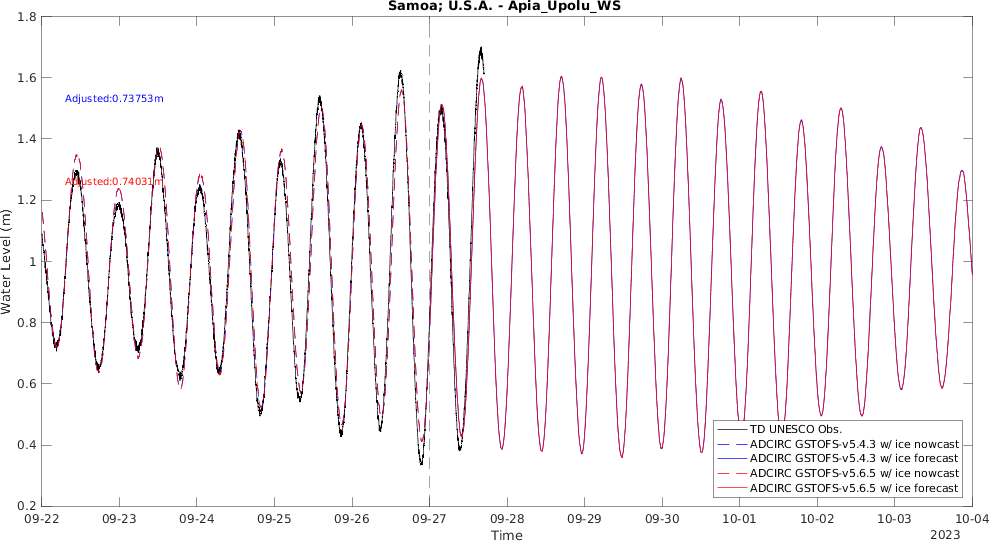 Samoa; U.S.A. - Apia_Upolu_WS
1.8
1.6
1.4
1.2
1
0.8
0.6
0.4
0.2
Water Level (m)
Adjusted:0.73753m
Adjusted:0.74031m
TD UNESCO Obs.
ADCIRC GSTOFS-v5.4.3 w/ ice nowcast
ADCIRC GSTOFS-v5.4.3 w/ ice forecast
ADCIRC GSTOFS-v5.6.5 w/ ice nowcast
ADCIRC GSTOFS-v5.6.5 w/ ice forecast
09-22 09-23 09-24 09-25 09-26 09-27 09-28 09-29 09-30 10-01 10-02 10-03 10-04
Time
2023